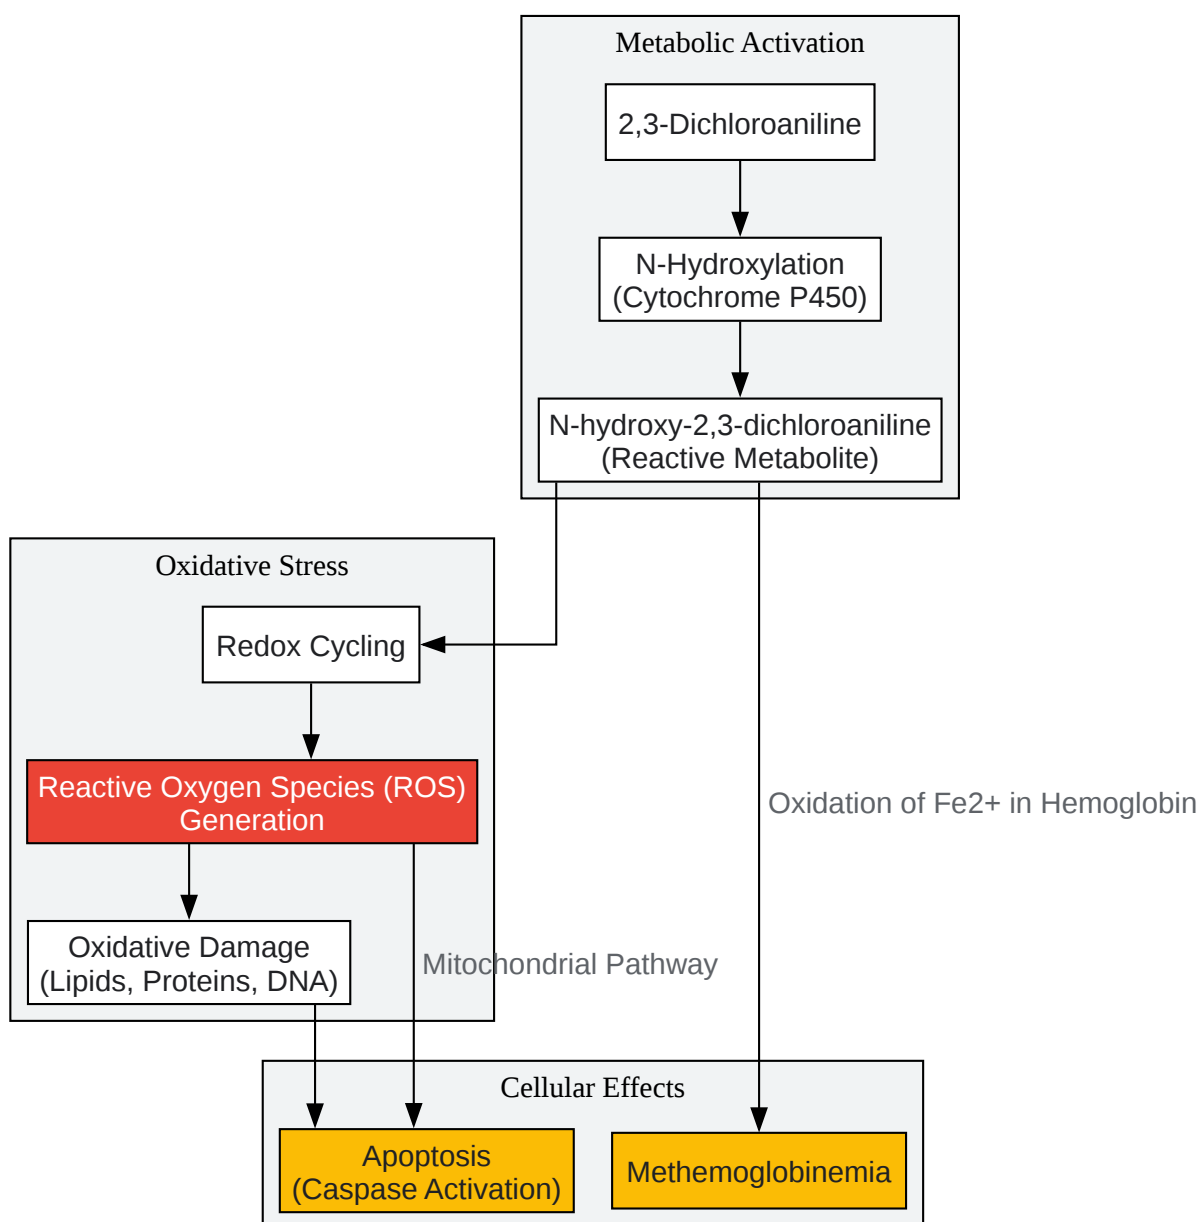 Metabolic Activation
2,3-Dichloroaniline
N-Hydroxylation
(Cytochrome P450)
N-hydroxy-2,3-dichloroaniline
(Reactive Metabolite)
Oxidative Stress
Redox Cycling
Reactive Oxygen Species (ROS)
Generation
Oxidation of Fe2+ in Hemoglobin
Oxidative Damage
(Lipids, Proteins, DNA)
Mitochondrial Pathway
Cellular Effects
Apoptosis
(Caspase Activation)
Methemoglobinemia